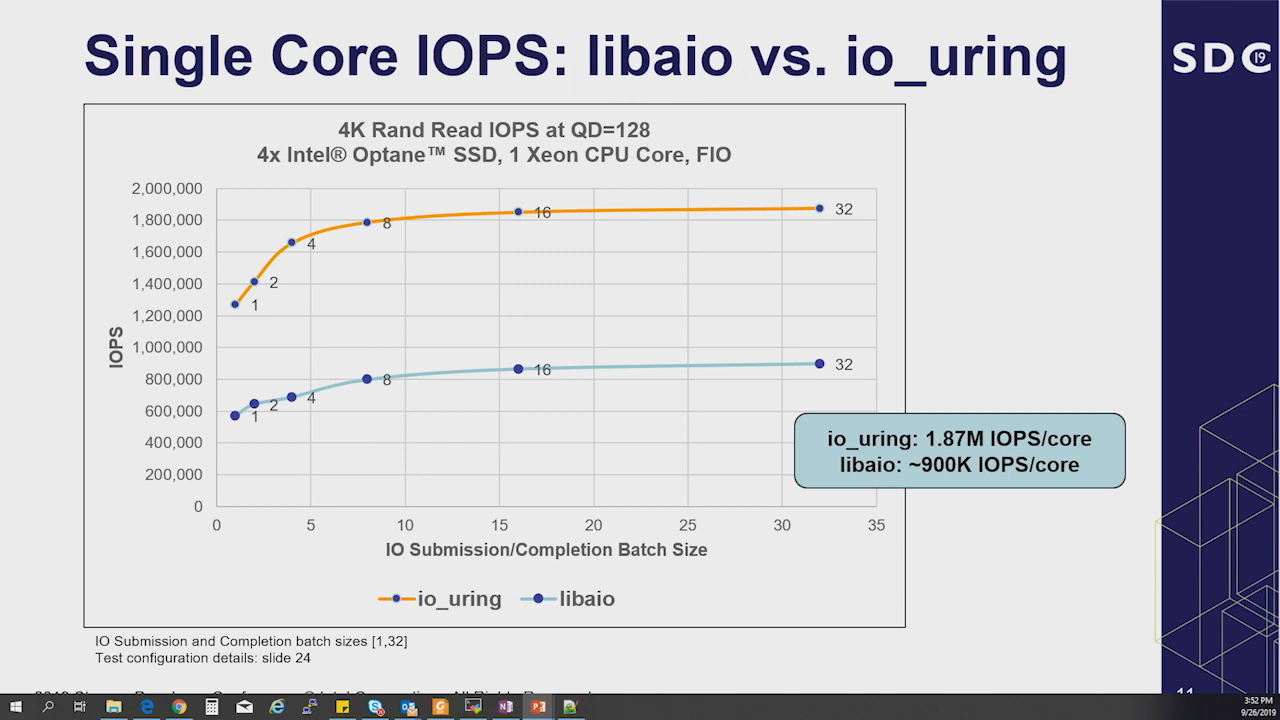 Single Core IOPS: libaio vs. io_uring
SDC 19
4K Rand Read IOPS at QD=128
4x Intel® Optane™ SSD, 1 Xeon CPU Core, FIO
2,000,000
1,800,000
1,600,000
1,400,000
1,200,000
1,000,000
800,000
600,000
400,000
200,000
0
IOPS
1
2
4
8
16
32
1
2
4
8
16
32
0 5 10 15 20 25 30 35
IO Submission/Completion Batch Size
io_uring libaio
io_uring: 1.87M IOPS/core
libaio: ~900K IOPS/core
IO Submission and Completion batch sizes [1,32]
Test configuration details: slide 24
11
3:52 PM
9/26/2019